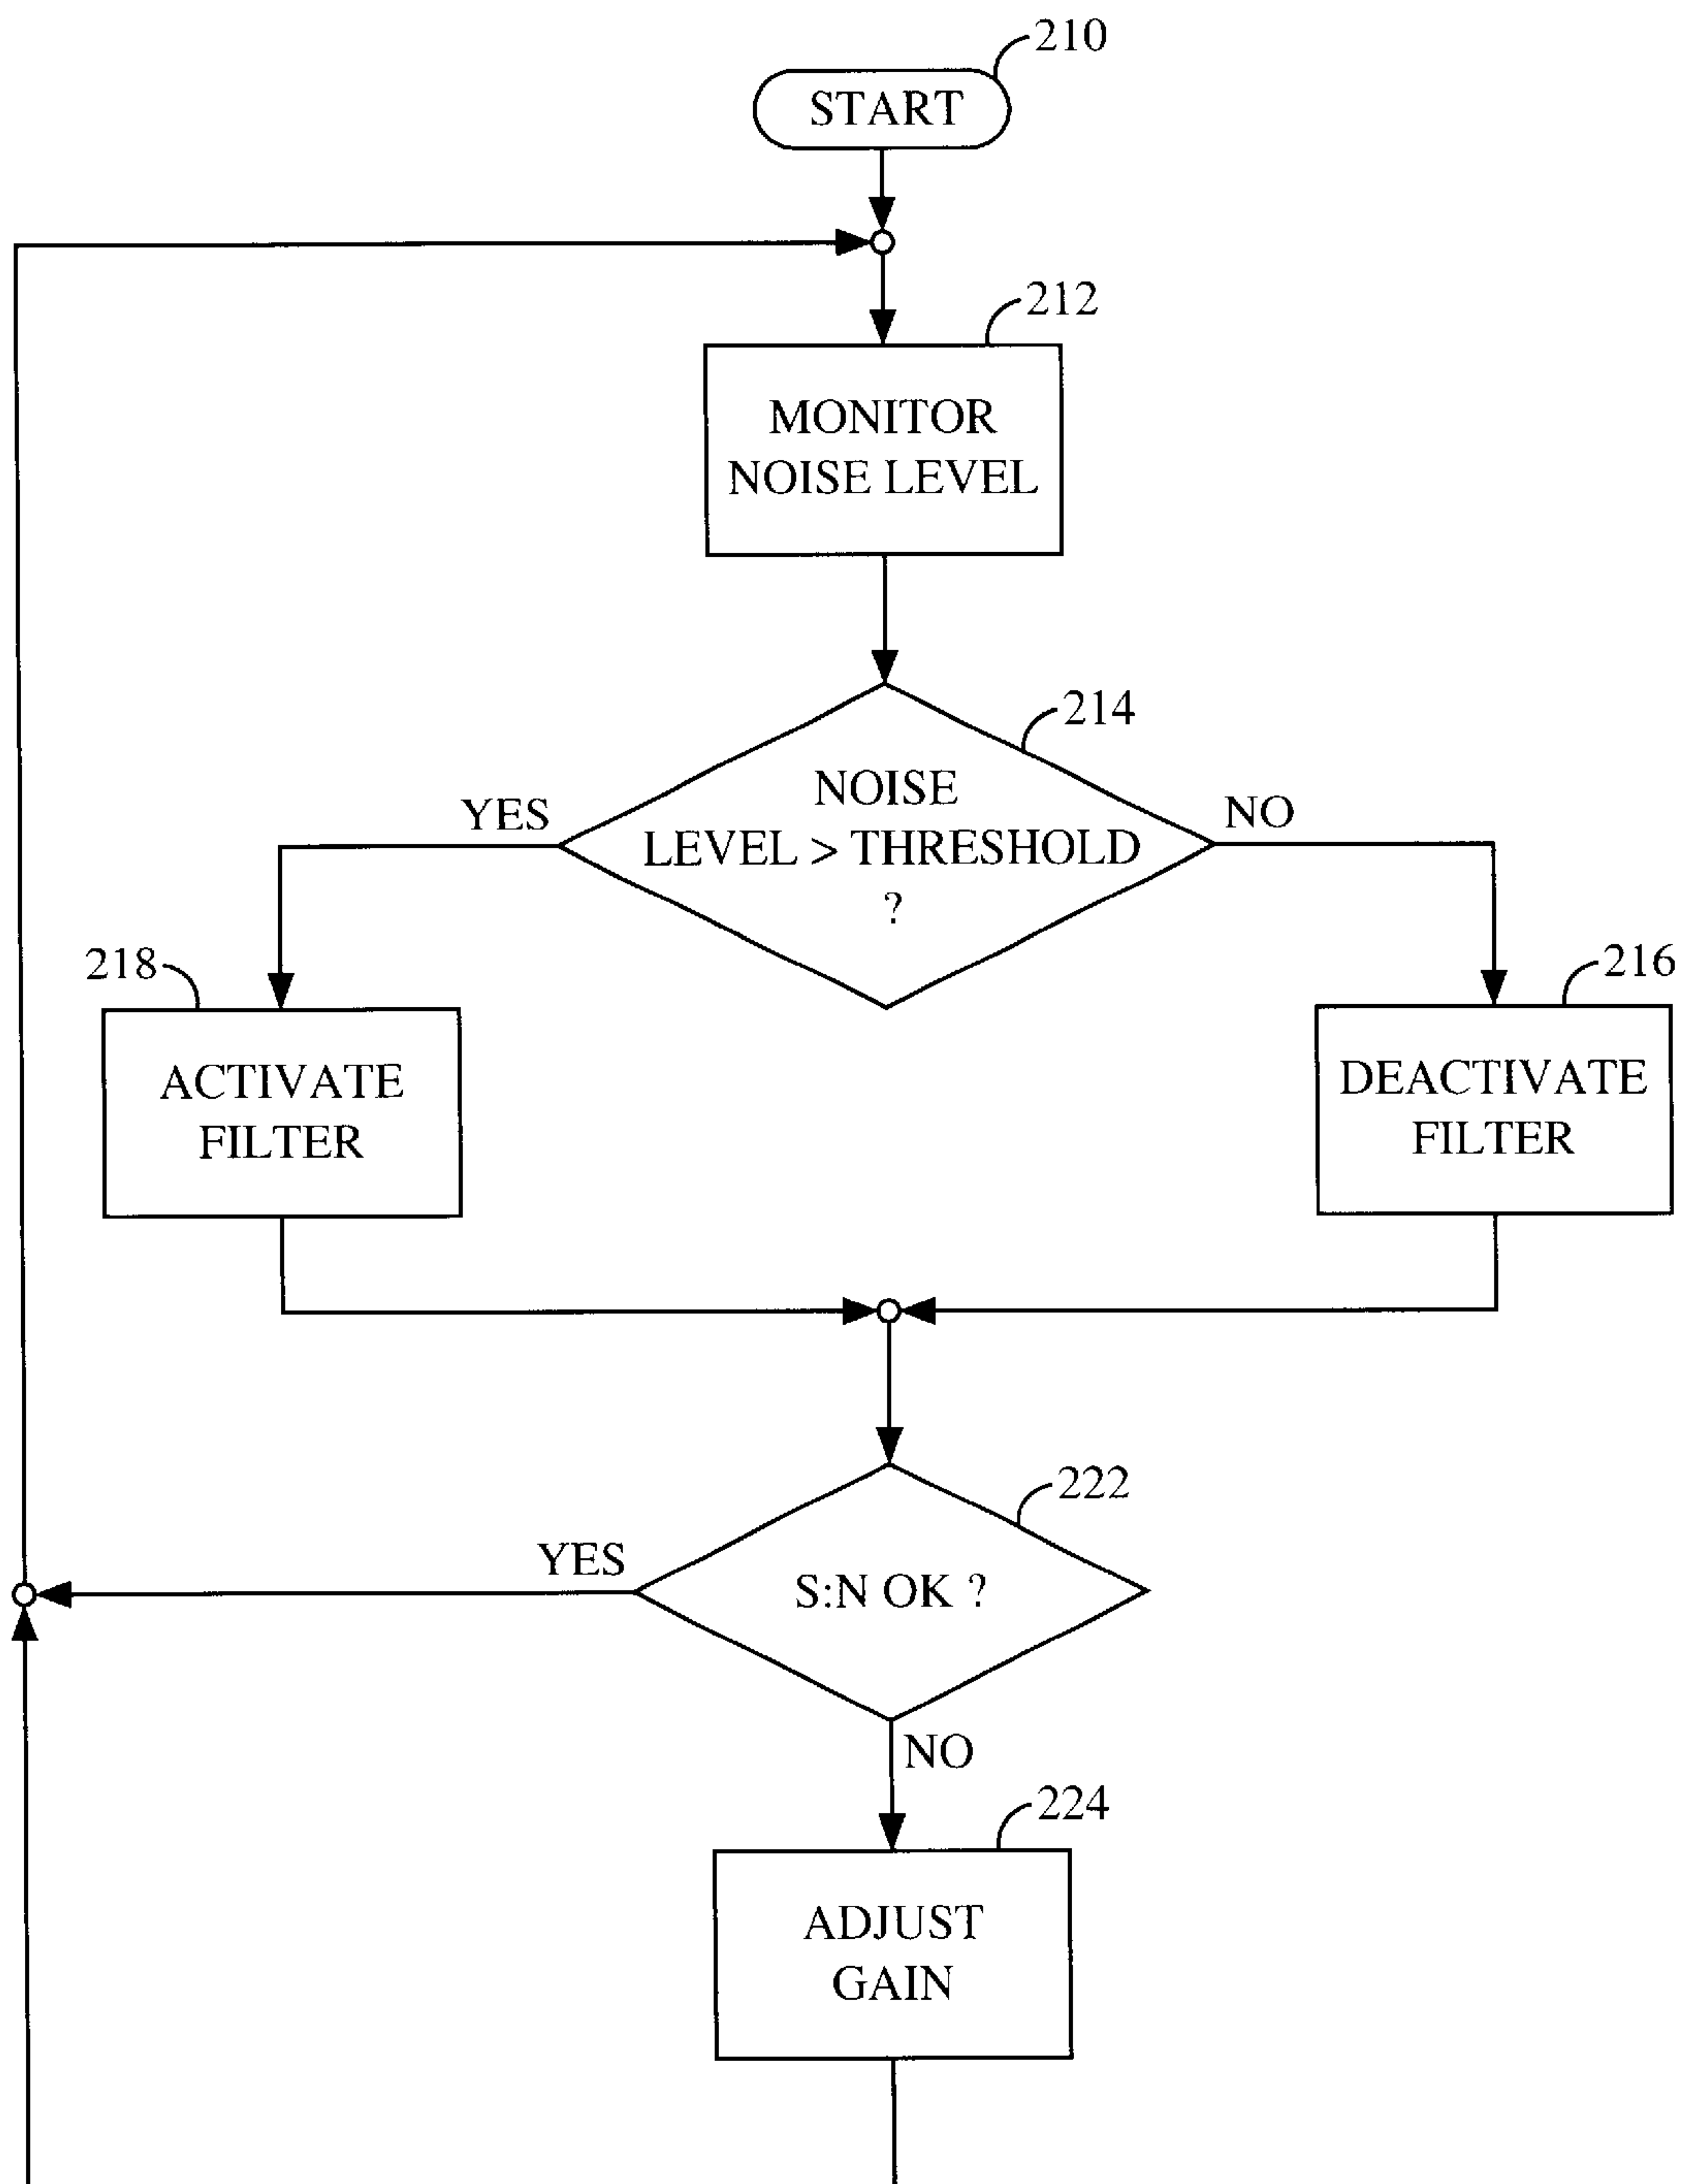 210
START
212
MONITOR
NOISE LEVEL
214
NOISE
LEVEL > THRESHOLD
?
YES
NO
218
ACTIVATE
FILTER
216
DEACTIVATE
FILTER
222
S:N OK ?
YES
NO
224
ADJUST
GAIN